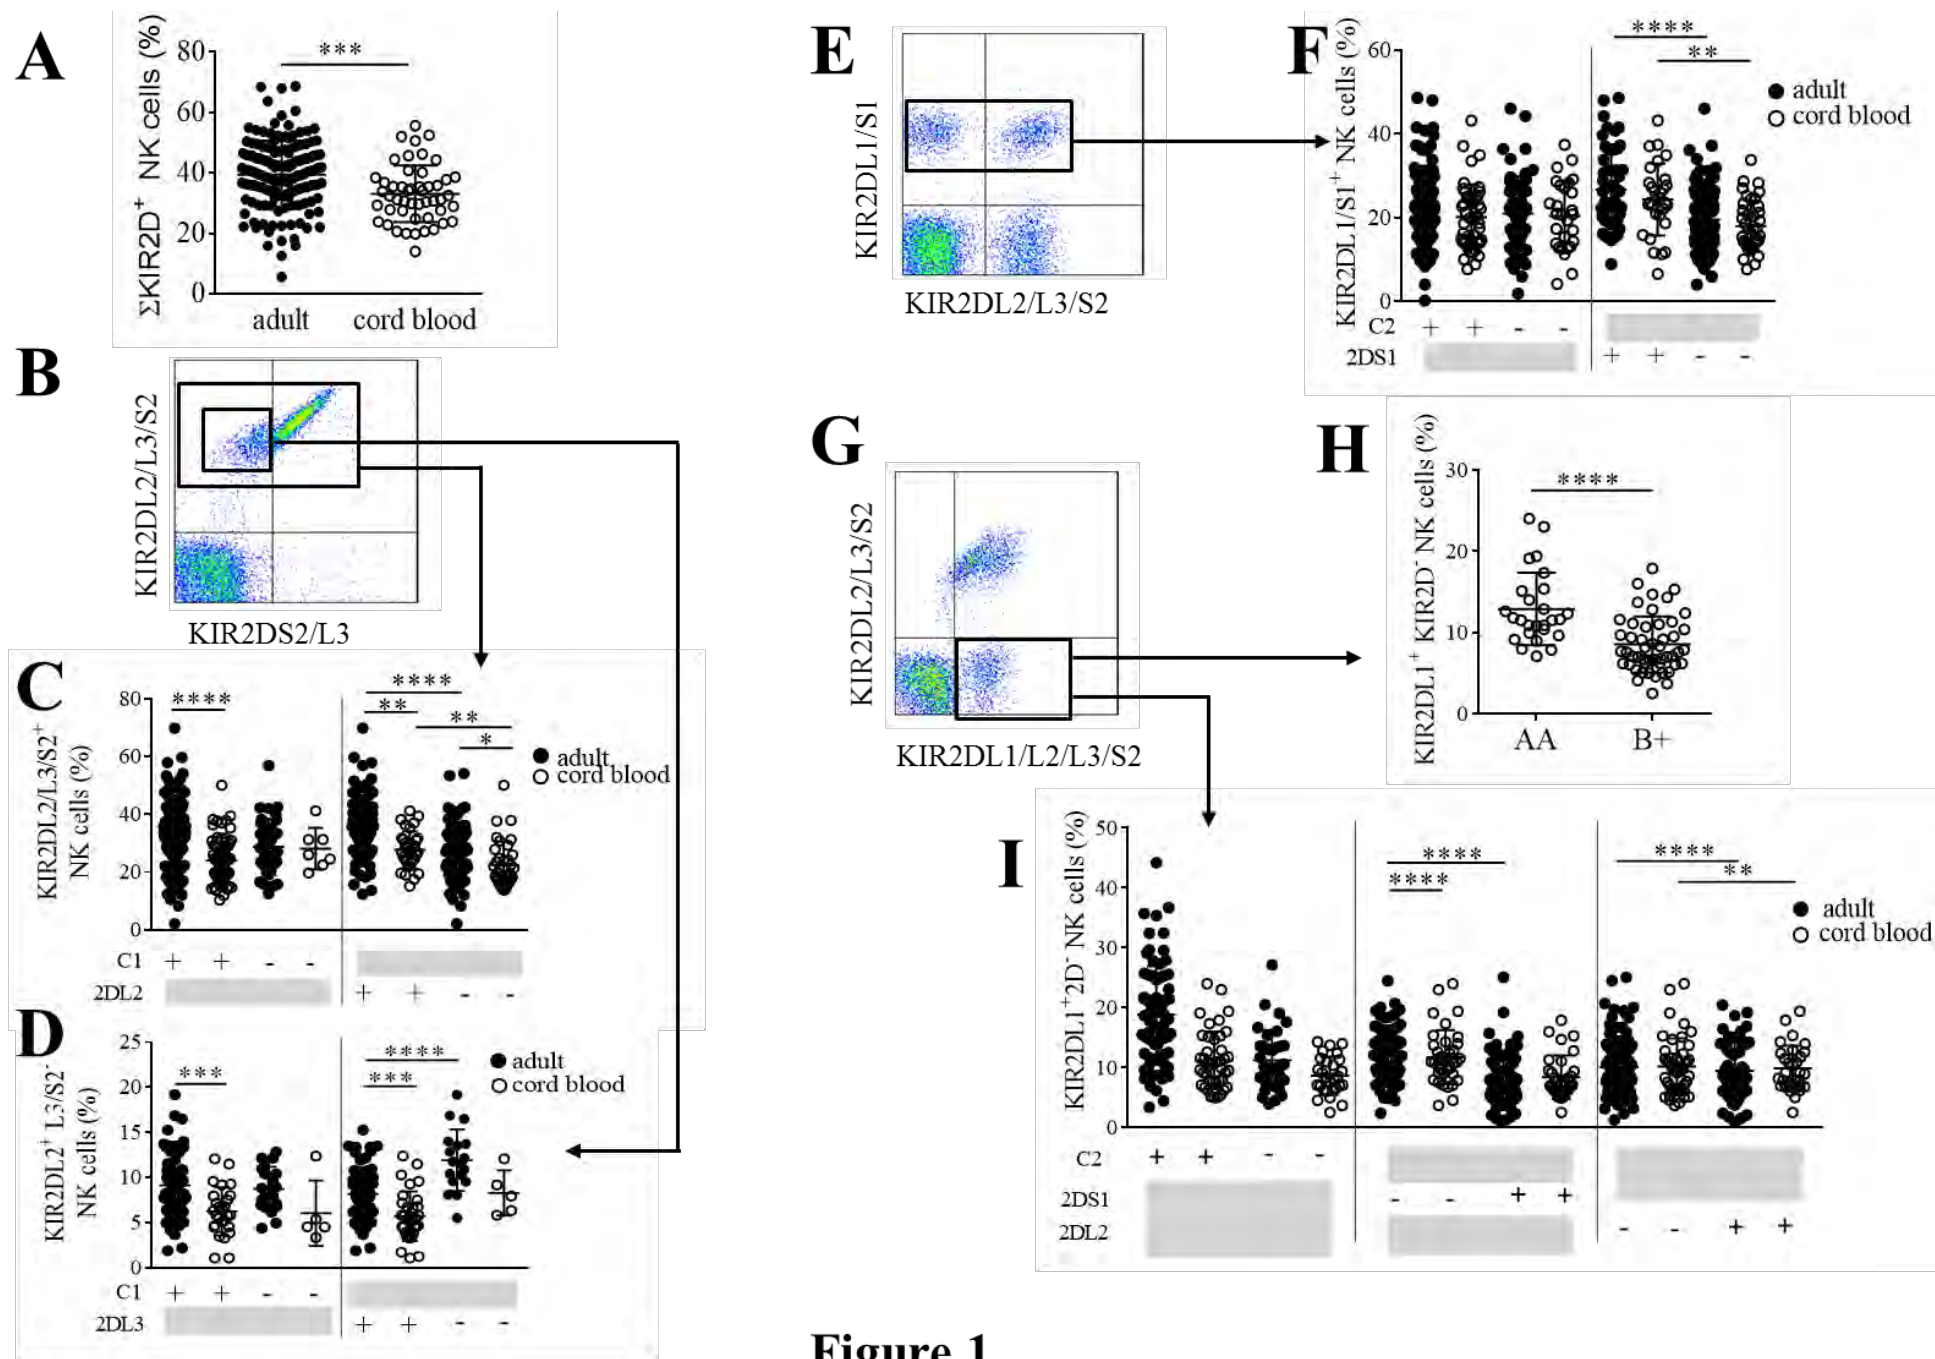 A
ΣKIR2D⁺ NK cells (%)
80
60
40
20
0
***
adult
cord blood
B
KIR2DL2/L3/S2
KIR2DS2/L3
C
KIR2DL2/L3/S2⁺
NK cells (%)
80
60
40
20
0
****
****
**
**
*
adult
cord blood
C1 + + - -
2DL2 + + - -
D
KIR2DL2⁺ L3/S2⁻
NK cells (%)
25
20
15
10
5
0
***
****
***
adult
cord blood
C1 + + - -
2DL3 + + - -
E
KIR2DL1/S1
KIR2DL2/L3/S2
F
KIR2DL1/S1⁺ NK cells (%)
60
40
20
0
****
**
adult
cord blood
C2 + + - -
2DS1 + + - -
G
KIR2DL2/L3/S2
KIR2DL1/L2/L3/S2
H
KIR2DL1⁺ KIR2D⁻ NK cells (%)
30
20
10
0
****
AA
B+
I
KIR2DL1⁺2D⁻ NK cells (%)
50
40
30
20
10
0
****
****
****
**
adult
cord blood
C2 + + - -
2DS1 - - + +
2DL2 - - + +
Figure 1